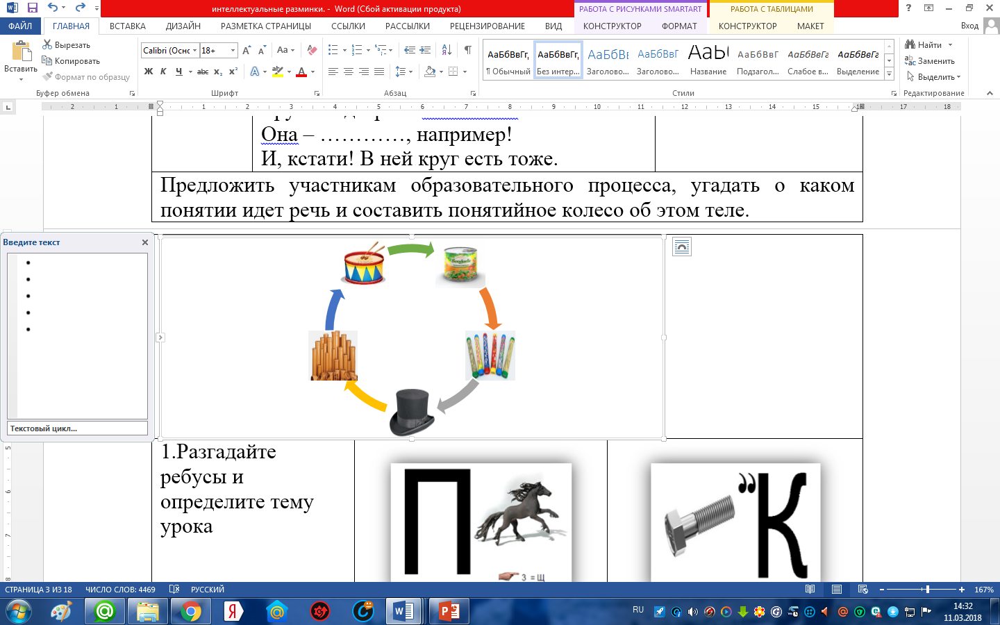 интеллектуальные разминки. - Word (Сбой активации продукта)
РАБОТА С РИСУНКАМИ SMARTART
РАБОТА С ТАБЛИЦАМИ
ФАЙЛ ГЛАВНАЯ ВСТАВКА ДИЗАЙН РАЗМЕТКА СТРАНИЦЫ ССЫЛКИ РАССЫЛКИ РЕЦЕНЗИРОВАНИЕ ВИД КОНСТРУКТОР ФОРМАТ КОНСТРУКТОР МАКЕТ Вход
Вставить
Вырезать
Копировать
Формат по образцу
Буфер обмена
Calibri (Оснс 18+
Ж К Ч abc x₂ x²
Шрифт
Абзац
АаБбВвГг, АаБбВвГг, АаБбВı АаБбВвГ АаЬı АаБбВвГ АаБбВвГг АаБбВвГг
¶ Обычный Без интер... Заголово... Заголово... Название Подзагол... Слабое в... Выделение
Стили
Найти
Заменить
Выделить
Редактирование
2 1 1 2 3 4 5 6 7 8 9 10 11 12 13 14 15 16 17 18
Она – …………, например!
И, кстати! В ней круг есть тоже.
Предложить участникам образовательного процесса, угадать о каком
понятии идет речь и составить понятийное колесо об этом теле.
Введите текст
Текстовый цикл...
Bonduelle
1.Разгадайте
ребусы и
определите тему
урока
П
З = Щ
,,К
5
6
7
8
СТРАНИЦА 3 ИЗ 18 ЧИСЛО СЛОВ: 4469 РУССКИЙ 167%
RU
14:32
11.03.2018